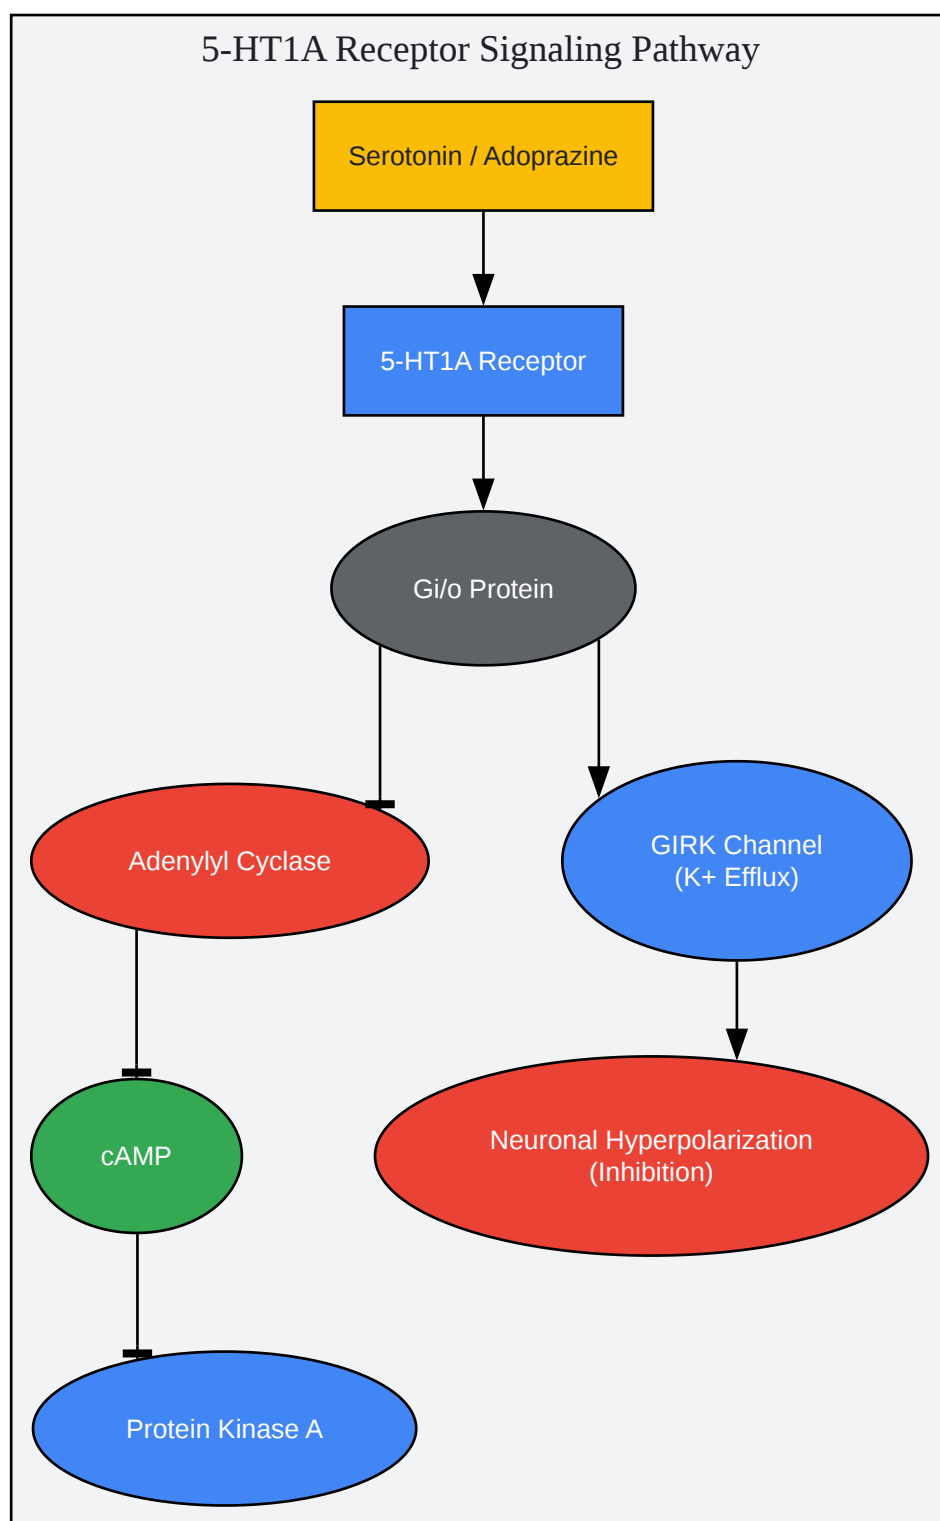 5-HT1A Receptor Signaling Pathway
Serotonin / Adoprazine
5-HT1A Receptor
Gi/o Protein
Adenylyl Cyclase
GIRK Channel
(K+ Efflux)
cAMP
Neuronal Hyperpolarization
(Inhibition)
Protein Kinase A